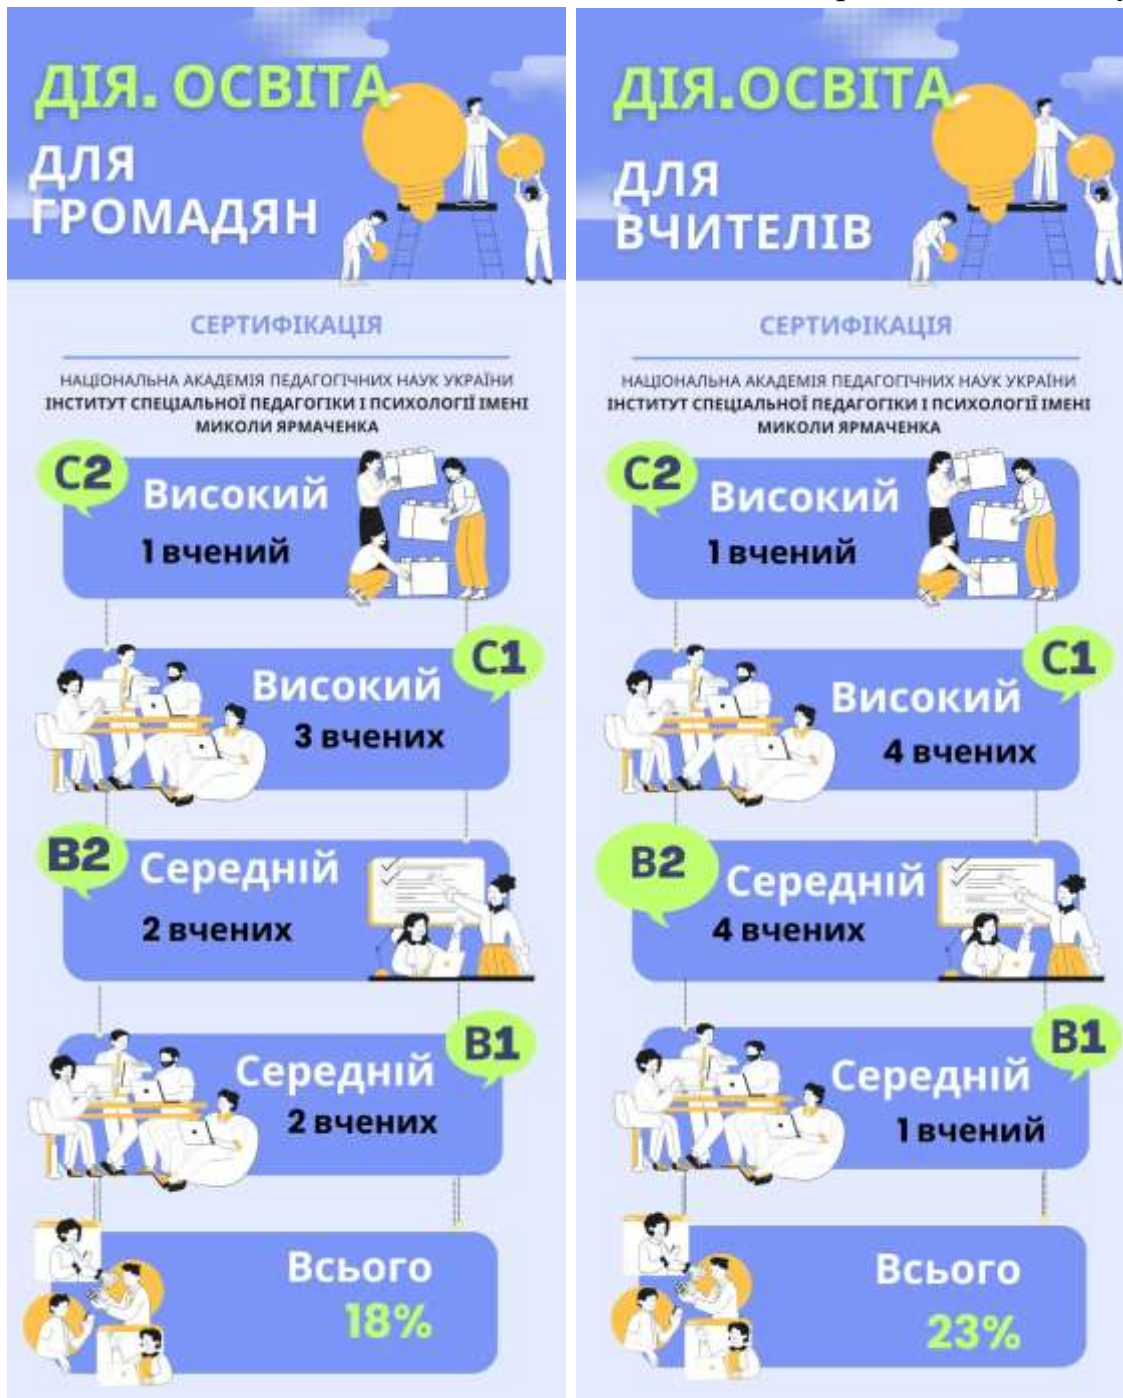 ДІЯ. ОСВІТА
ДЛЯ
ГРОМАДЯН
СЕРТИФІКАЦІЯ
НАЦІОНАЛЬНА АКАДЕМІЯ ПЕДАГОГІЧНИХ НАУК УКРАЇНИ
ІНСТИТУТ СПЕЦІАЛЬНОЇ ПЕДАГОГІКИ І ПСИХОЛОГІЇ ІМЕНІ
МИКОЛИ ЯРМАЧЕНКА
C2
Високий
1 вчений
C1
Високий
3 вчених
B2
Середній
2 вчених
B1
Середній
2 вчених
Всього
18%
ДІЯ.ОСВІТА
ДЛЯ
ВЧИТЕЛІВ
СЕРТИФІКАЦІЯ
НАЦІОНАЛЬНА АКАДЕМІЯ ПЕДАГОГІЧНИХ НАУК УКРАЇНИ
ІНСТИТУТ СПЕЦІАЛЬНОЇ ПЕДАГОГІКИ І ПСИХОЛОГІЇ ІМЕНІ
МИКОЛИ ЯРМАЧЕНКА
C2
Високий
1 вчений
C1
Високий
4 вчених
B2
Середній
4 вчених
B1
Середній
1 вчений
Всього
23%